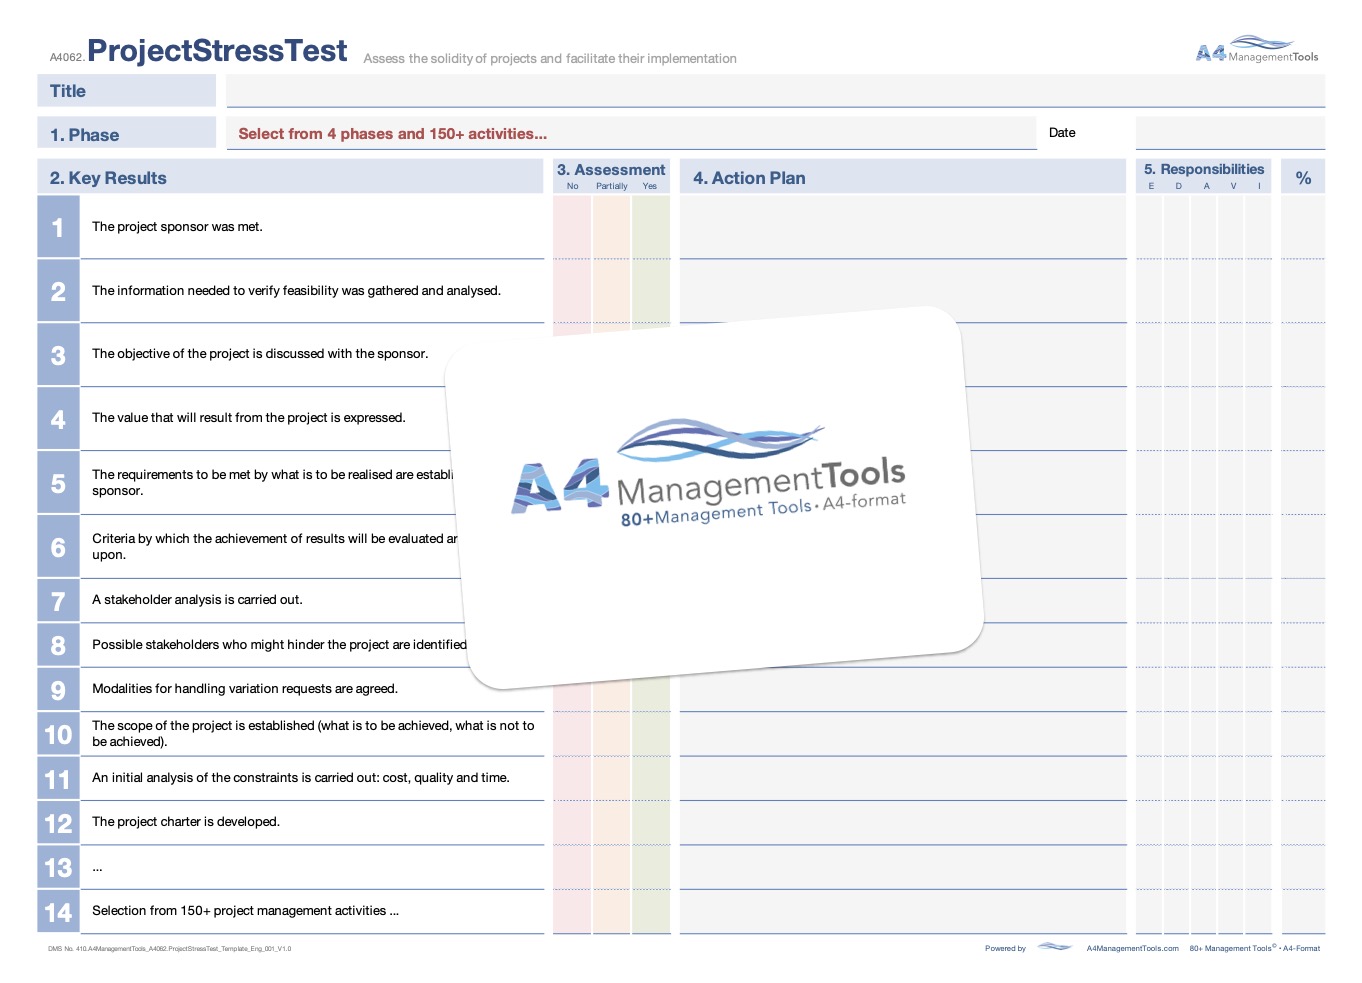 A4062.ProjectStressTest Assess the solidity of projects and facilitate their implementation
A4 ManagementTools
Title
1. Phase Select from 4 phases and 150+ activities... Date
2. Key Results 3. Assessment 4. Action Plan 5. Responsibilities %
No Partially Yes E D A V I
1 The project sponsor was met.
2 The information needed to verify feasibility was gathered and analysed.
3 The objective of the project is discussed with the sponsor.
4 The value that will result from the project is expressed.
5 The requirements to be met by what is to be realised are
sponsor.
6 Criteria by which the achievement of results will be evaluated
upon.
7 A stakeholder analysis is carried out.
8 Possible stakeholders who might hinder the project are identified
9 Modalities for handling variation requests are agreed.
10 The scope of the project is established (what is to be achieved, what is not to
be achieved).
11 An initial analysis of the constraints is carried out: cost, quality and time.
12 The project charter is developed.
13 ...
14 Selection from 150+ project management activities ...
A4 ManagementTools
80+Management Tools • A4-format
DMS No. 410.A4ManagementTools_A4062.ProjectStressTest_Template_Eng_001_V1.0
Powered by A4ManagementTools.com 80+ Management Tools© • A4-Format